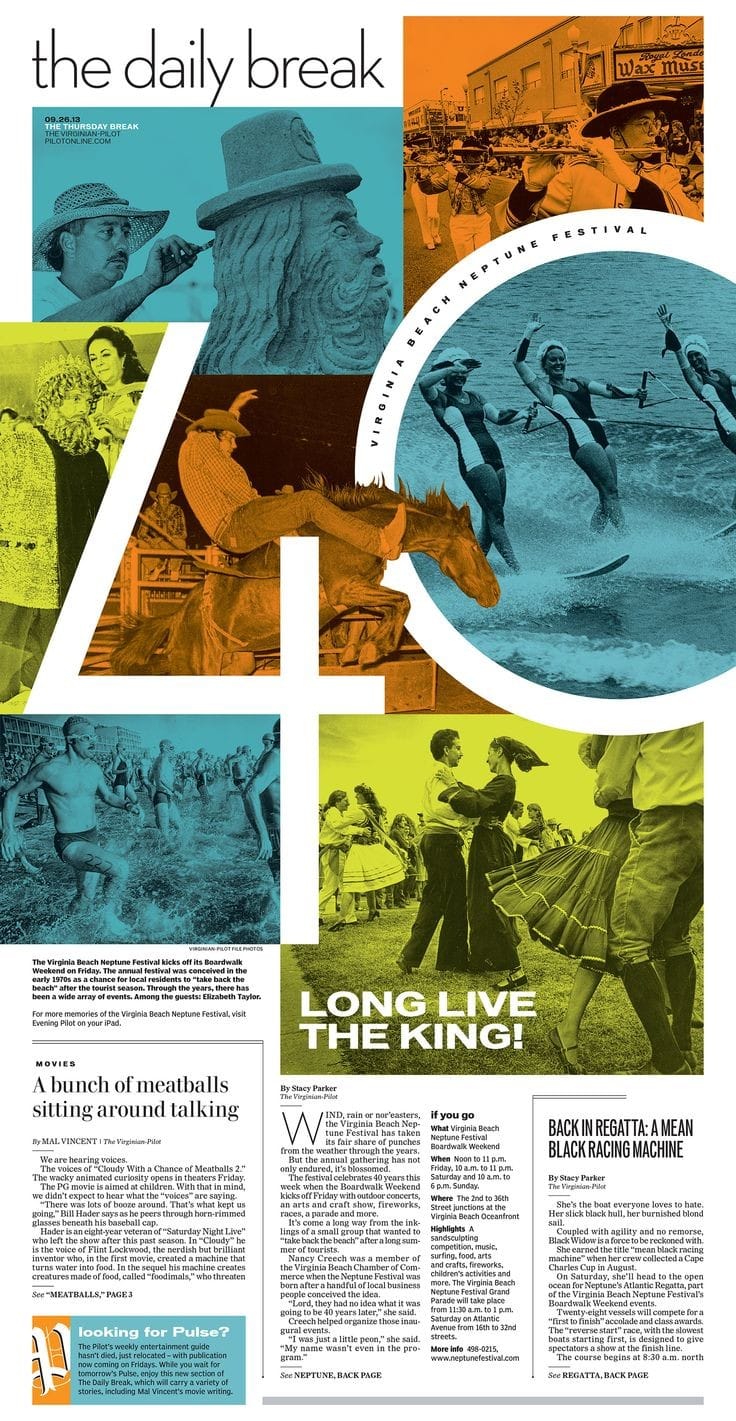 the daily break
09.26.13
THE THURSDAY BREAK
THE VIRGINIAN-PILOT
PILOTONLINE.COM
Royal London
Wax Muse
VIRGINIA BEACH NEPTUNE FESTIVAL
40
VIRGINIAN-PILOT FILE PHOTOS
The Virginia Beach Neptune Festival kicks off its Boardwalk
Weekend on Friday. The annual festival was conceived in the
early 1970s as a chance for local residents to “take back the
beach” after the tourist season. Through the years, there has
been a wide array of events. Among the guests: Elizabeth Taylor.
For more memories of the Virginia Beach Neptune Festival, visit
Evening Pilot on your iPad.
LONG LIVE
THE KING!
MOVIES
A bunch of meatballs
sitting around talking
By MAL VINCENT | The Virginian-Pilot
We are hearing voices.
The voices of “Cloudy With a Chance of Meatballs 2.”
The wacky animated curiosity opens in theaters Friday.
The PG movie is aimed at children. With that in mind,
we didn’t expect to hear what the “voices” are saying.
“There was lots of booze around. That’s what kept us
going,” Bill Hader says as he peers through horn-rimmed
glasses beneath his baseball cap.
Hader is an eight-year veteran of “Saturday Night Live”
who left the show after this past season. In “Cloudy” he
is the voice of Flint Lockwood, the nerdish but brilliant
inventor who, in the first movie, created a machine that
turns water into food. In the sequel his machine creates
creatures made of food, called “foodimals,” who threaten
See “MEATBALLS,” PAGE 3
looking for Pulse?
The Pilot’s weekly entertainment guide
hasn’t died, just relocated – with publication
now coming on Fridays. While you wait for
tomorrow’s Pulse, enjoy this new section of
The Daily Break, which will carry a variety of
stories, including Mal Vincent’s movie writing.
By Stacy Parker
The Virginian-Pilot
WIND, rain or nor’easters,
the Virginia Beach Nep-
tune Festival has taken
its fair share of punches
from the weather through the years.
But the annual gathering has not
only endured, it’s blossomed.
The festival celebrates 40 years this
week when the Boardwalk Weekend
kicks off Friday with outdoor concerts,
an arts and craft show, fireworks,
races, a parade and more.
It’s come a long way from the ink-
lings of a small group that wanted to
“take back the beach” after a long sum-
mer of tourists.
Nancy Creech was a member of
the Virginia Beach Chamber of Com-
merce when the Neptune Festival was
born after a handful of local business
people conceived the idea.
“Lord, they had no idea what it was
going to be 40 years later,” she said.
Creech helped organize those inau-
gural events.
“I was just a little peon,” she said.
“My name wasn’t even in the pro-
gram.”
See NEPTUNE, BACK PAGE
if you go
What Virginia Beach
Neptune Festival
Boardwalk Weekend
When Noon to 11 p.m.
Friday, 10 a.m. to 11 p.m.
Saturday and 10 a.m. to
6 p.m. Sunday.
Where The 2nd to 36th
Street junctions at the
Virginia Beach Oceanfront
Highlights A
sandsculpting
competition, music,
surfing, food, arts
and crafts, fireworks,
children’s activities and
more. The Virginia Beach
Neptune Festival Grand
Parade will take place
from 11:30 a.m. to 1 p.m.
Saturday on Atlantic
Avenue from 16th to 32nd
streets.
More info 498-0215,
www.neptunefestival.com
BACK IN REGATTA: A MEAN
BLACK RACING MACHINE
By Stacy Parker
The Virginian-Pilot
She’s the boat everyone loves to hate.
Her slick black hull, her burnished blond
sail.
Coupled with agility and no remorse,
Black Widow is a force to be reckoned with.
She earned the title “mean black racing
machine” when her crew collected a Cape
Charles Cup in August.
On Saturday, she’ll head to the open
ocean for Neptune’s Atlantic Regatta, part
of the Virginia Beach Neptune Festival’s
Boardwalk Weekend events.
Twenty-eight vessels will compete for a
“first to finish” accolade and class awards.
The “reverse start” race, with the slowest
boats starting first, is designed to give
spectators a show at the finish line.
The course begins at 8:30 a.m. north
See REGATTA, BACK PAGE